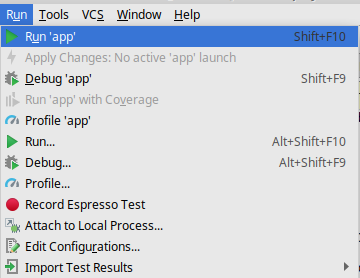 Run Tools VCS Window Help
Run 'app' Shift+F10
Apply Changes: No active 'app' launch
Debug 'app' Shift+F9
Run 'app' with Coverage
Profile 'app'
Run... Alt+Shift+F10
Debug... Alt+Shift+F9
Profile...
Record Espresso Test
Attach to Local Process...
Edit Configurations...
Import Test Results